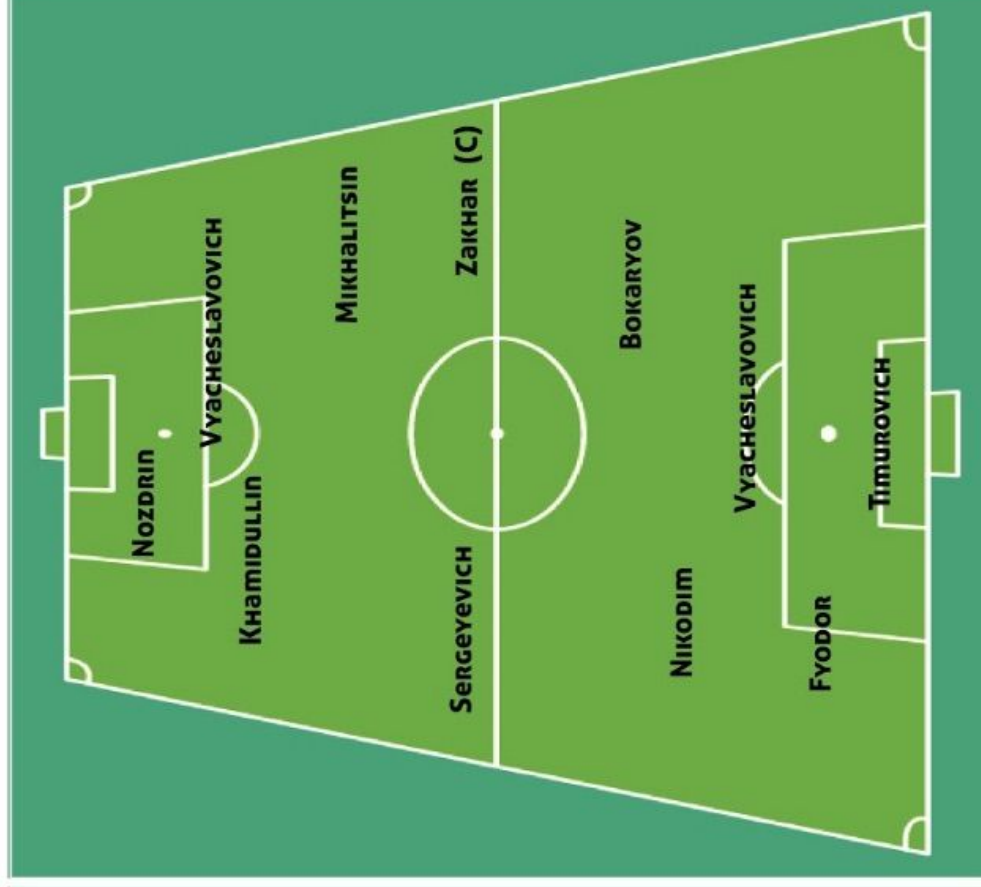 Nozdrin
Vyacheslavovich
Khamidullin
Mikhalitsin
Sergeyevich
Zakhar (C)
Bokaryov
Nikodim
Vyacheslavovich
Fyodor
Timurovich